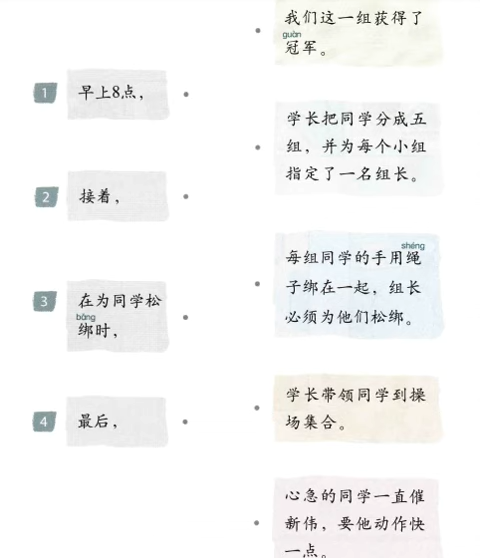 1
早上8点，
2
接着，
3
在为同学松
bǎng
绑时，
4
最后，
我们这一组获得了
guàn
冠军。
学长把同学分成五
组，并为每个小组
指定了一名组长。
shéng
每组同学的手用绳
子绑在一起，组长
必须为他们松绑。
学长带领同学到操
场集合。
心急的同学一直催
新伟，要他动作快
一点。